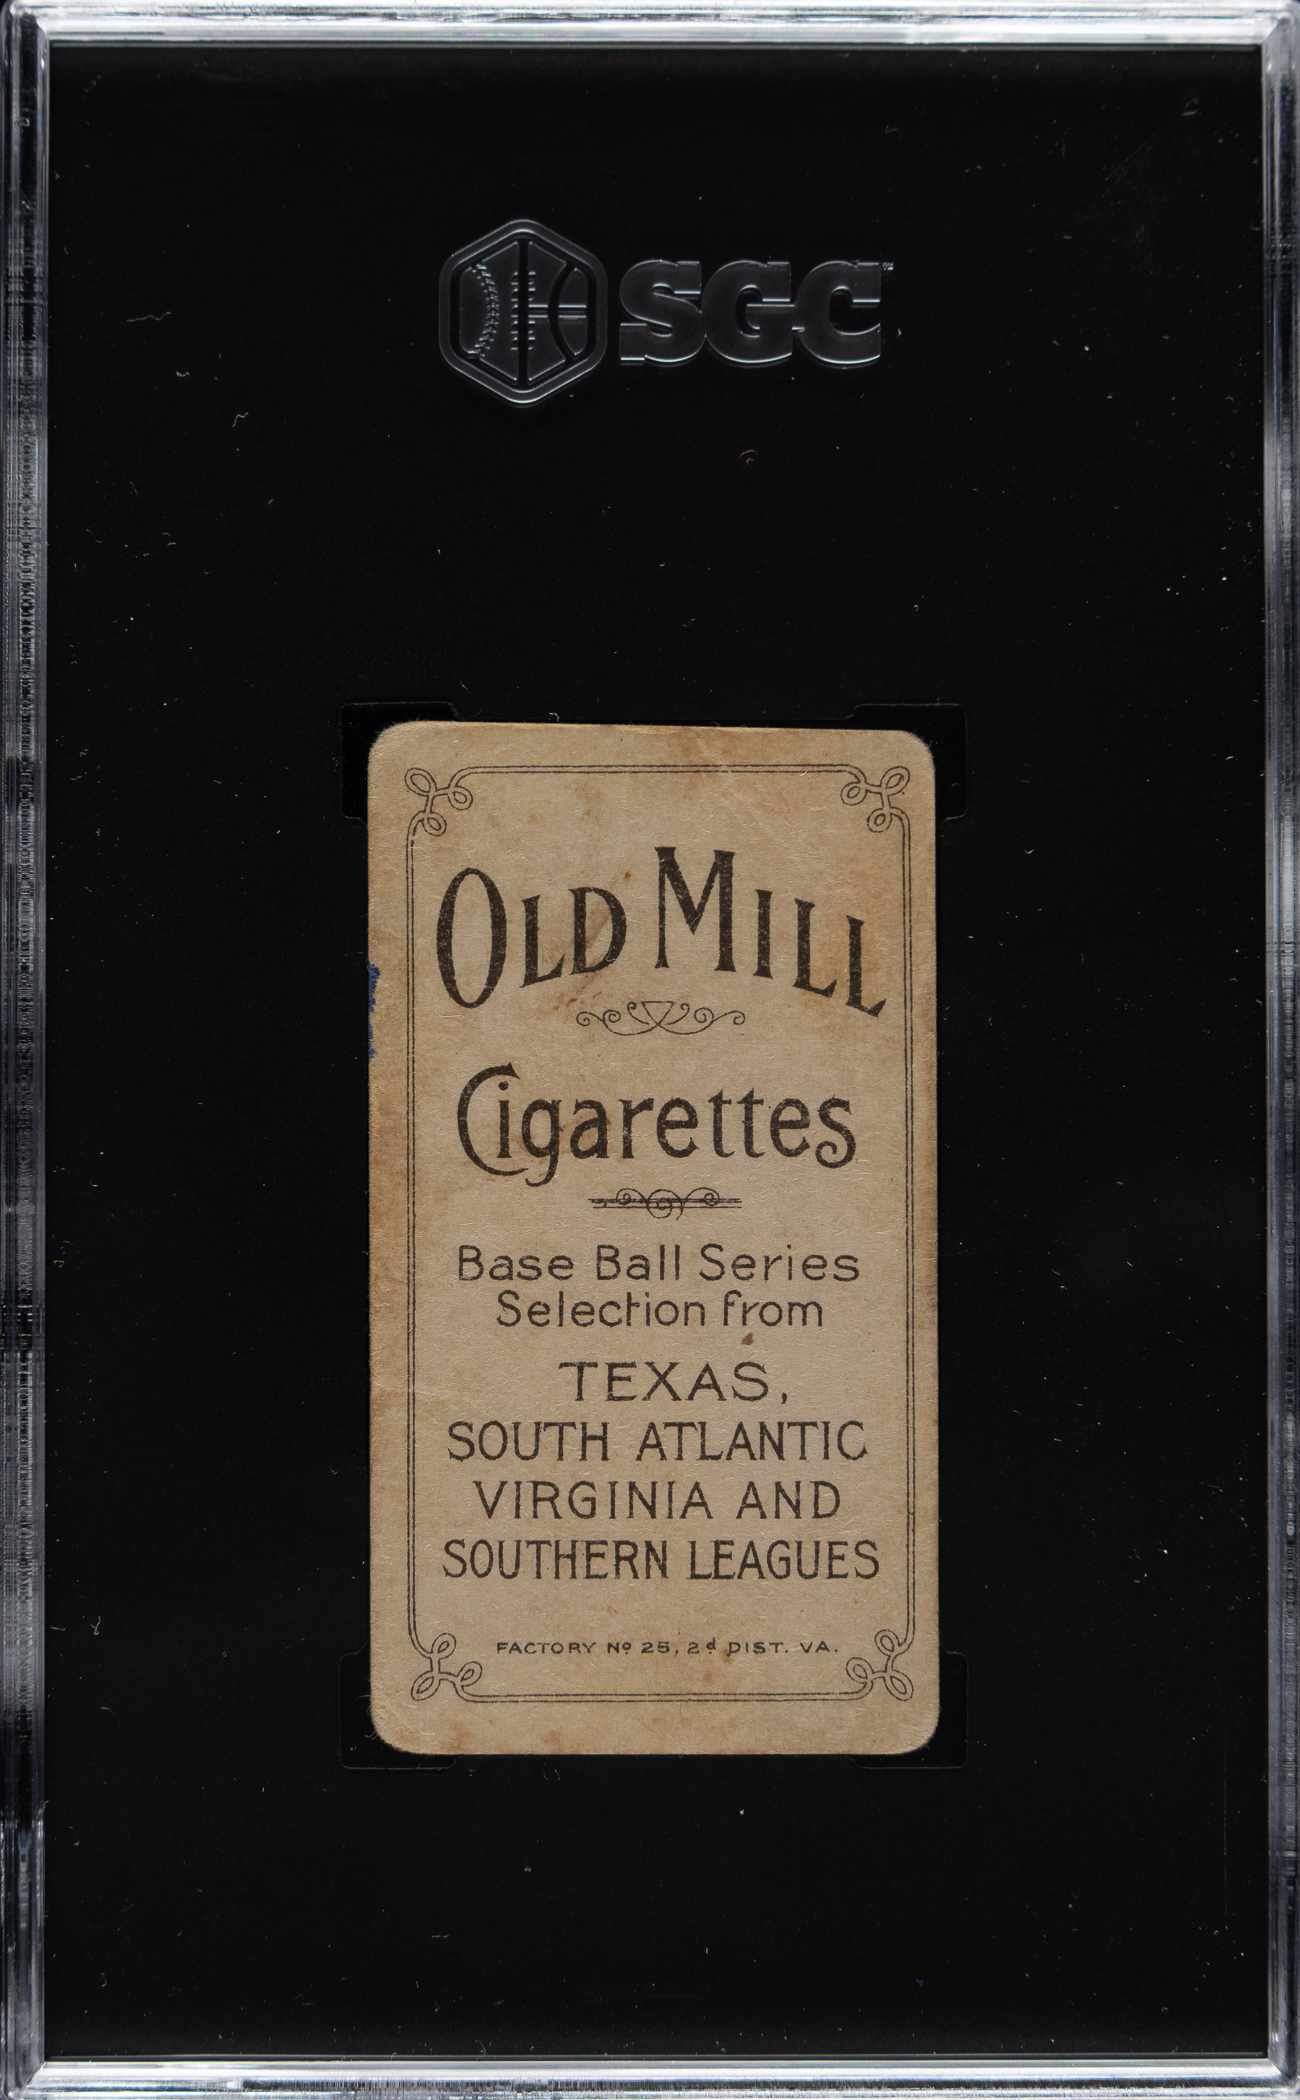 SGC
OLD MILL
Cigarettes
Base Ball Series
Selection from
TEXAS,
SOUTH ATLANTIC
VIRGINIA AND
SOUTHERN LEAGUES
FACTORY Nº 25, 2d DIST. VA.